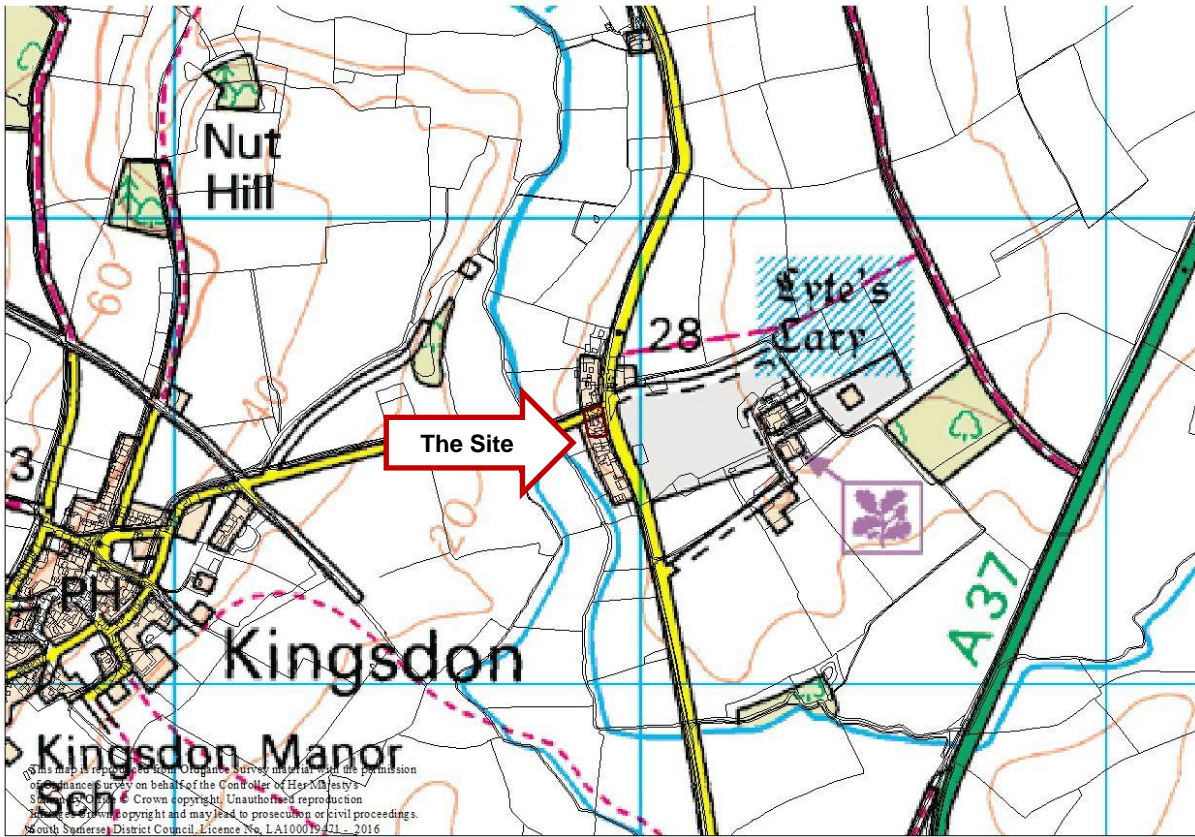 Nut
Hill
60
40
20
28
Lyte's
Cary
The Site
3
PH
Kingsdon
A 37
Kingsdon Manor
Sch
This map is reproduced from Ordnance Survey material with the permission
of Ordnance Survey on behalf of the Controller of Her Majesty's
Stationery Office © Crown copyright. Unauthorised reproduction
infringes Crown copyright and may lead to prosecution or civil proceedings.
South Somerset District Council. Licence No. LA100019471 - 2016